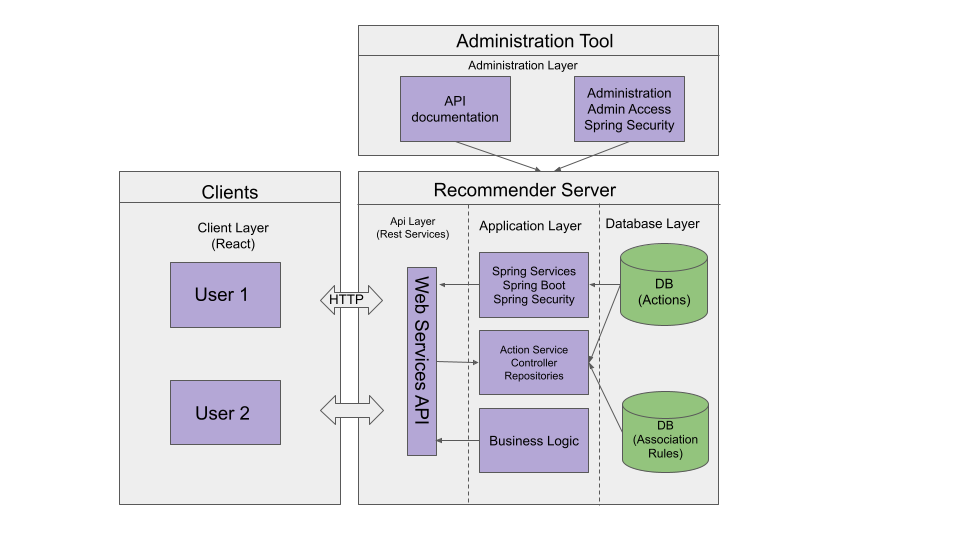 Administration Tool
Administration Layer
API
documentation
Administration
Admin Access
Spring Security
Clients
Client Layer
(React)
User 1
User 2
HTTP
Recommender Server
Api Layer
(Rest Services)
Web Services API
Application Layer
Spring Services
Spring Boot
Spring Security
Action Service
Controller
Repositories
Business Logic
Database Layer
DB
(Actions)
DB
(Association
Rules)